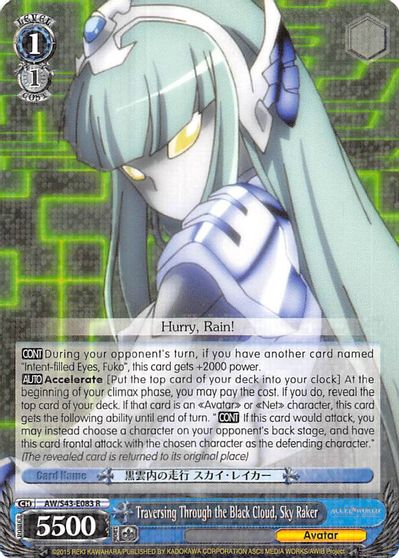 LEVEL
1
1
COST
Hurry, Rain!
CONT During your opponent's turn, if you have another card named
"Intent-filled Eyes, Fuko", this card gets +2000 power.
AUTO Accelerate [Put the top card of your deck into your clock] At the
beginning of your climax phase, you may pay the cost. If you do, reveal the
top card of your deck. If that card is an «Avatar» or «Net» character, this card
gets the following ability until end of turn. " CONT If this card would attack, you
may instead choose a character on your opponent's center stage or back stage, and
have this card frontal attack with the chosen character as the defending character."
(The revealed card is returned to its original place)
Card Name
黒雲内の走行 スカイ・レイカー
CH
AW/S43-E083 R
POWER
5500
Traversing Through the Black Cloud, Sky Raker
ACCEL WORLD
Avatar
©2015 REKI KAWAHARA/PUBLISHED BY KADOKAWA CORPORATION ASCII MEDIA WORKS/AWIB Project